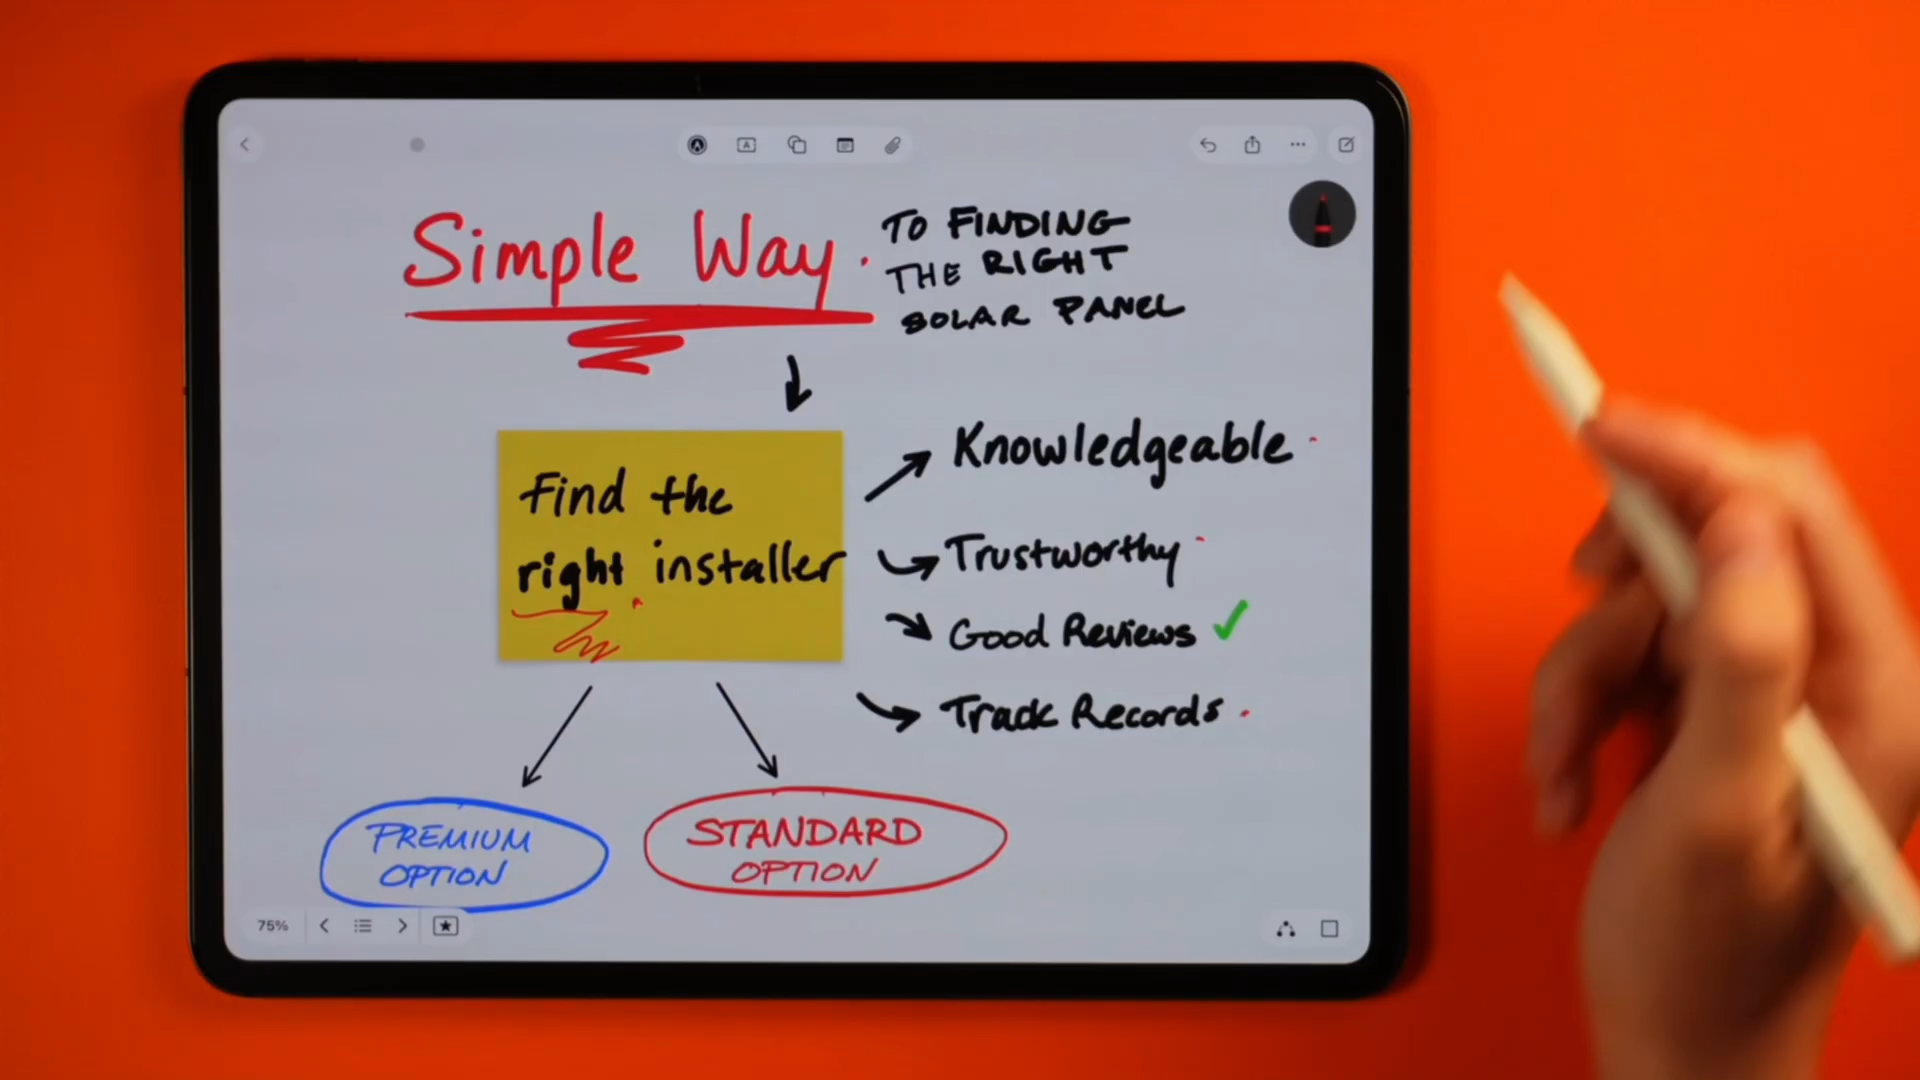 Simple Way
TO FINDING
THE RIGHT
SOLAR PANEL
Find the
right installer
Knowledgeable
Trustworthy
Good Reviews
Track Records
PREMIUM
OPTION
STANDARD
OPTION
75%